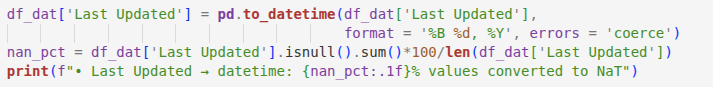 df_dat['Last Updated'] = pd.to_datetime(df_dat['Last Updated'],
format = '%B %d, %Y', errors = 'coerce')
nan_pct = df_dat['Last Updated'].isnull().sum()*100/len(df_dat['Last Updated'])
print(f"• Last Updated → datetime: {nan_pct:.1f}% values converted to NaT")